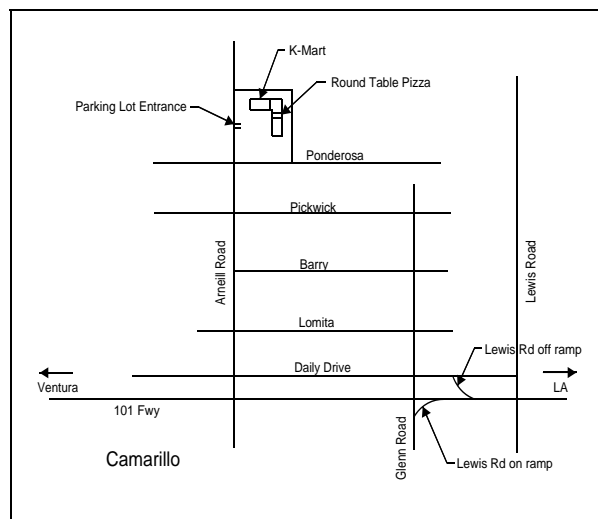 K-Mart
Round Table Pizza
Parking Lot Entrance
Ponderosa
Pickwick
Arneill Road
Barry
Lewis Road
Lomita
Lewis Rd off ramp
Daily Drive
Ventura
LA
101 Fwy
Glenn Road
Camarillo
Lewis Rd on ramp